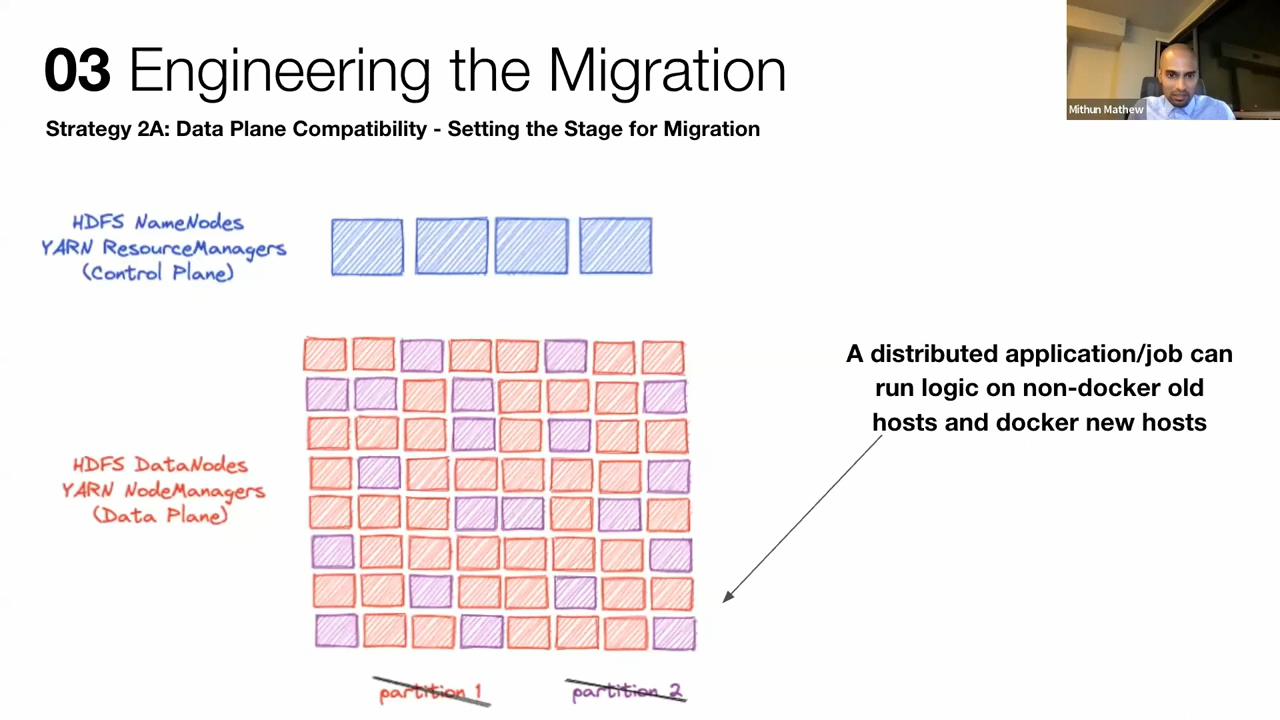 03 Engineering the Migration
Mithun Mathew
Strategy 2A: Data Plane Compatibility - Setting the Stage for Migration
HDFS NameNodes
YARN ResourceManagers
(Control Plane)
A distributed application/job can
run logic on non-docker old
hosts and docker new hosts
HDFS DataNodes
YARN NodeManagers
(Data Plane)
partition 1
partition 2